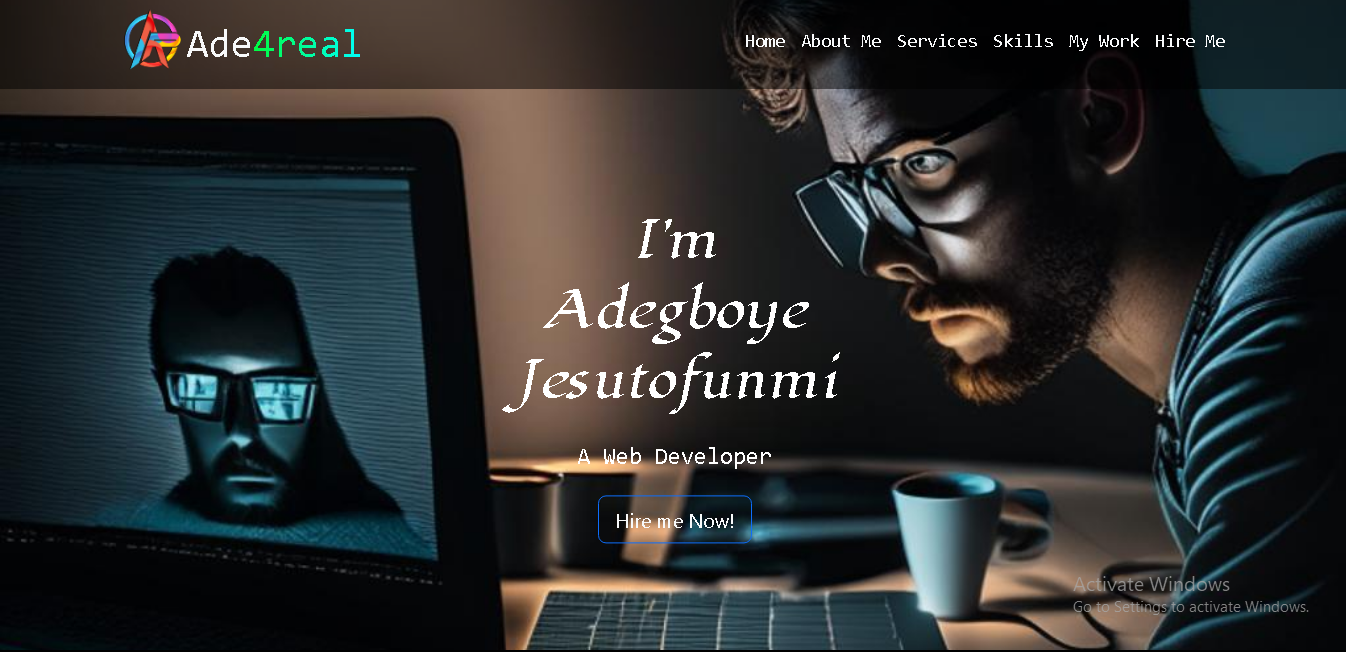 Ade4real
Home About Me Services Skills My Work Hire Me
I'm
Adegboye
Jesutofunmi
A Web Developer
Hire me Now!
Activate Windows
Go to Settings to activate Windows.